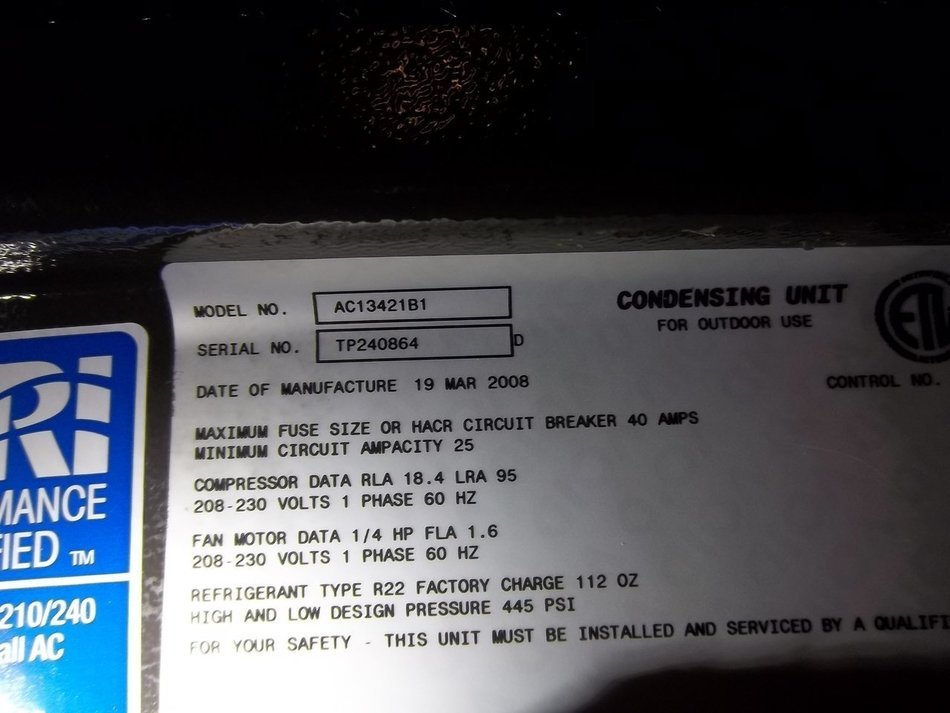 MODEL NO. AC13421B1
SERIAL NO. TP240864 D
DATE OF MANUFACTURE 19 MAR 2008
MAXIMUM FUSE SIZE OR HACR CIRCUIT BREAKER 40 AMPS
MINIMUM CIRCUIT AMPACITY 25
COMPRESSOR DATA RLA 18.4 LRA 95
208-230 VOLTS 1 PHASE 60 HZ
FAN MOTOR DATA 1/4 HP FLA 1.6
208-230 VOLTS 1 PHASE 60 HZ
REFRIGERANT TYPE R22 FACTORY CHARGE 112 OZ
HIGH AND LOW DESIGN PRESSURE 445 PSI
FOR YOUR SAFETY - THIS UNIT MUST BE INSTALLED AND SERVICED BY A QUALIFI
CONDENSING UNIT
FOR OUTDOOR USE
ETL
CONTROL NO.
RI
MANCE
FIED TM
210/240
all AC